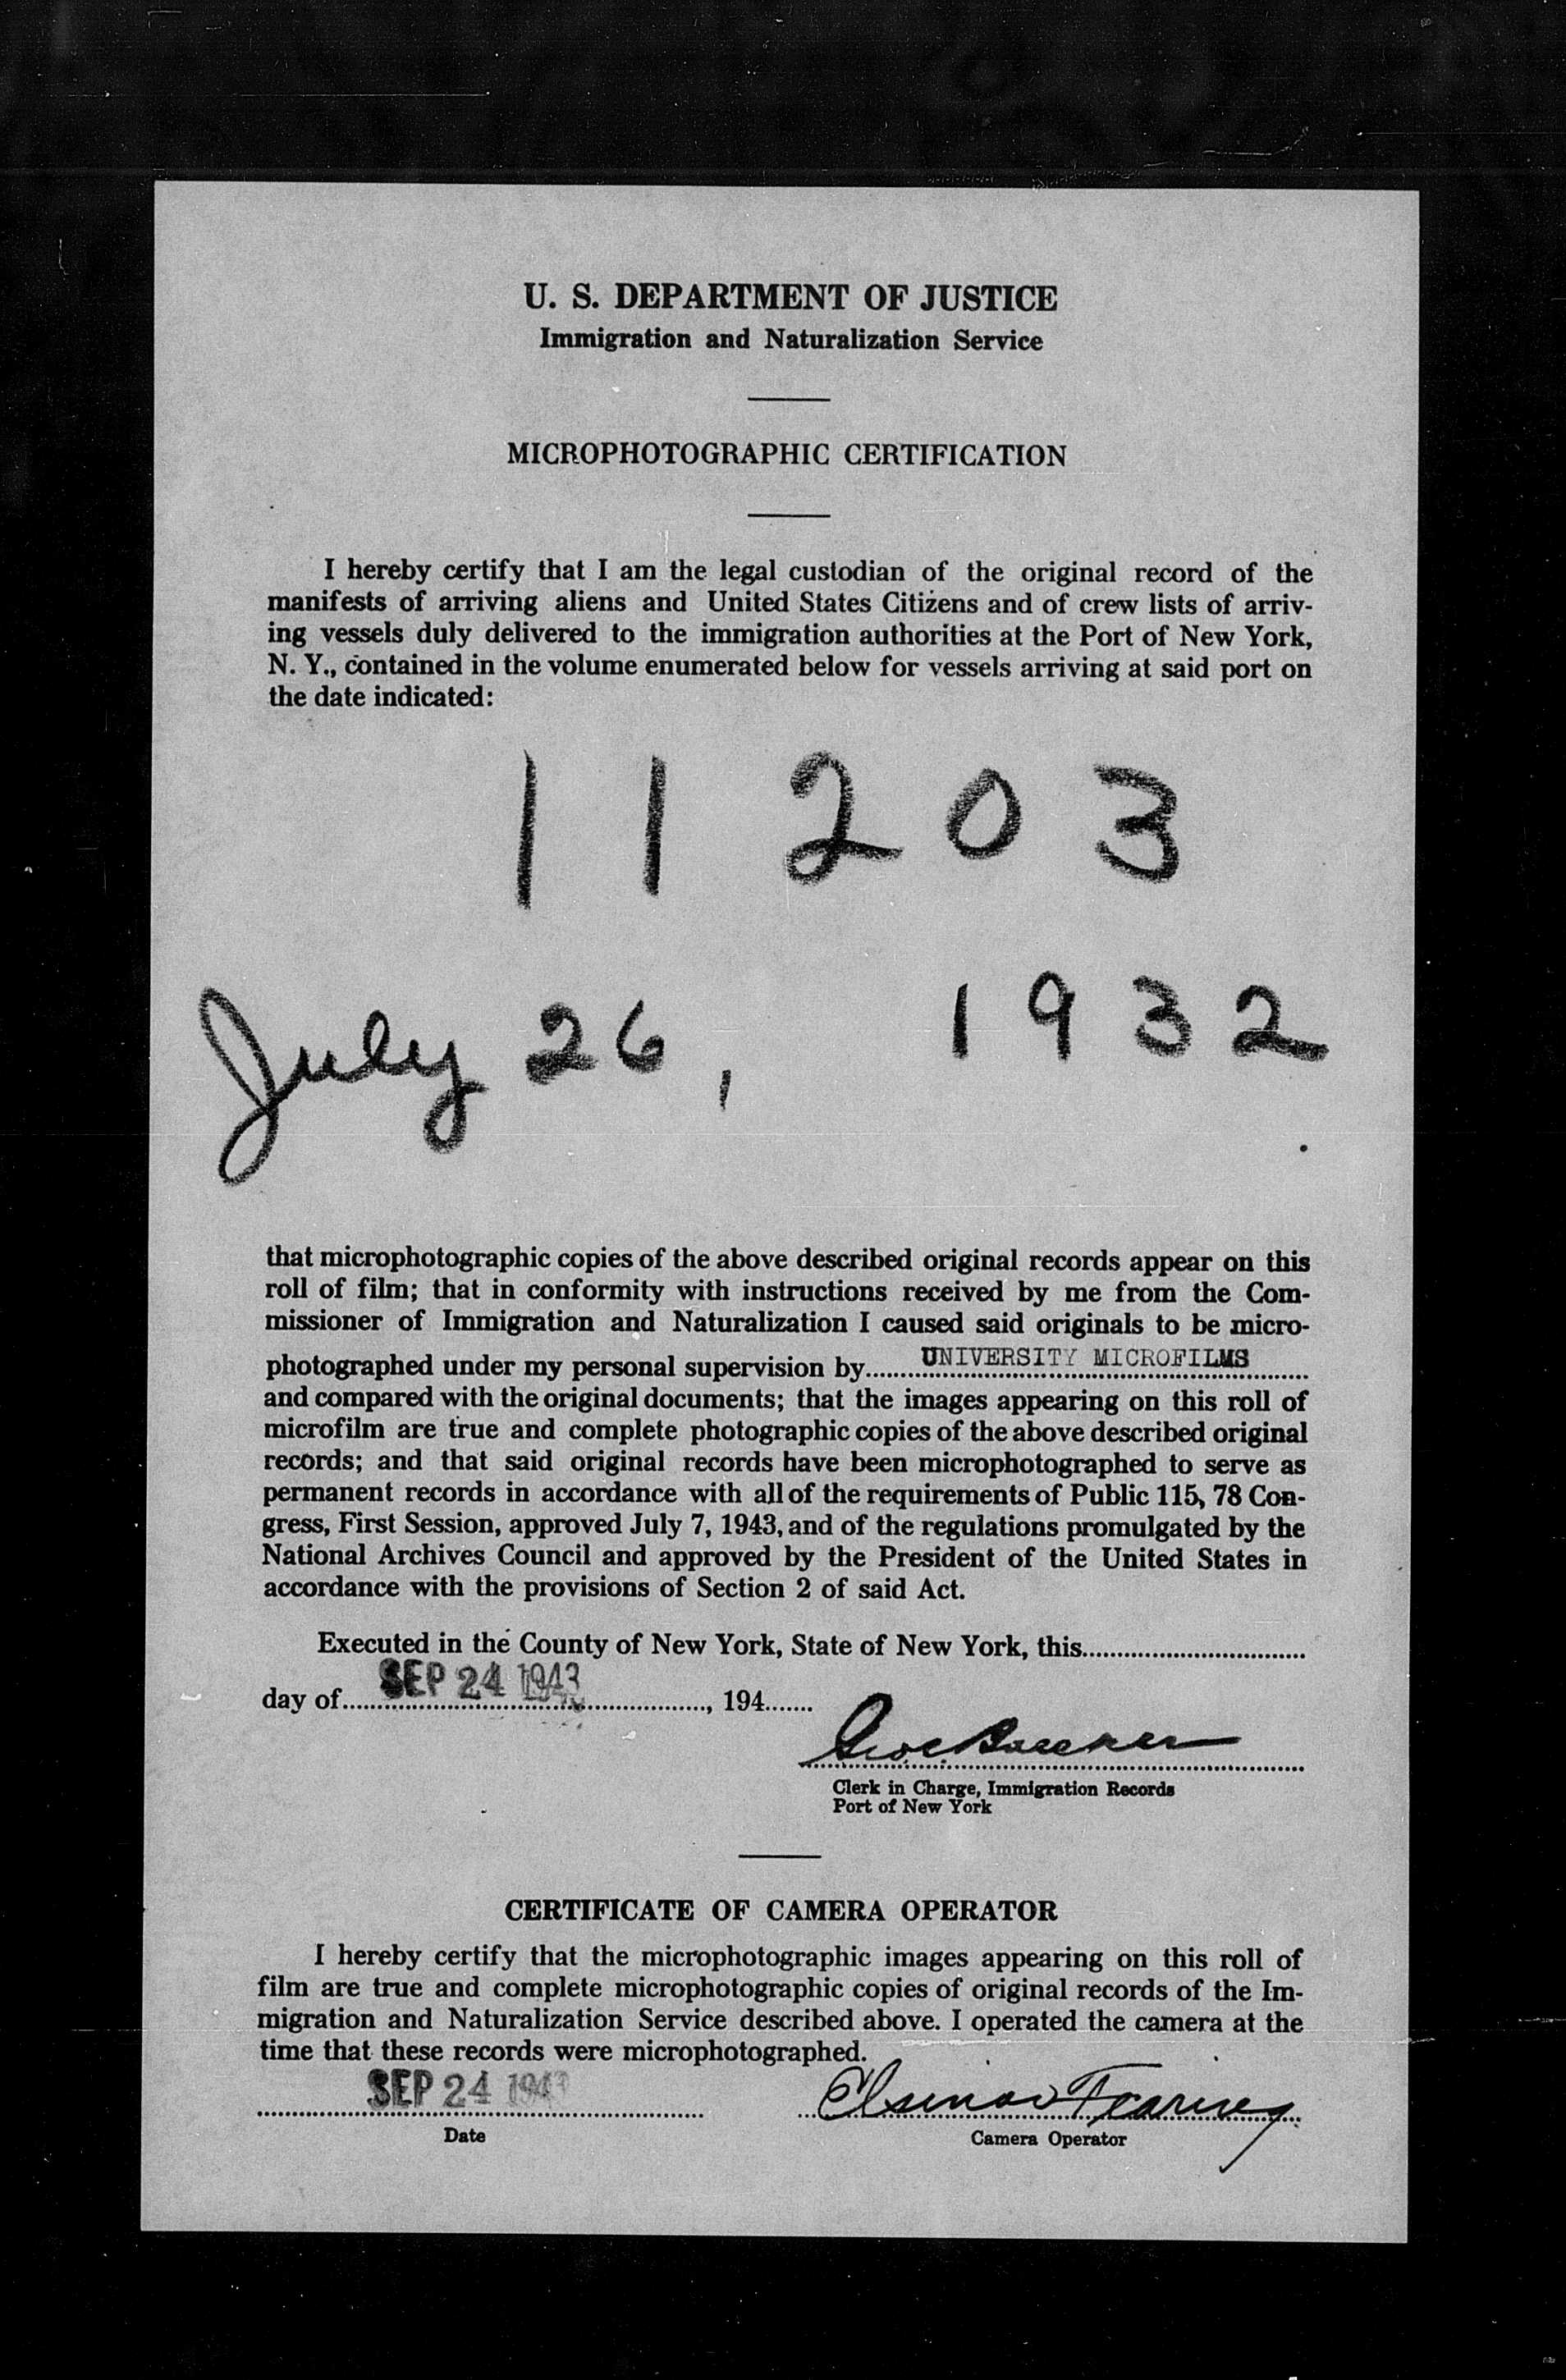 U. S. DEPARTMENT OF JUSTICE
Immigration and Naturalization Service
MICROPHOTOGRAPHIC CERTIFICATION
I hereby certify that I am the legal custodian of the original record of the
manifests of arriving aliens and United States Citizens and of crew lists of arriv-
ing vessels duly delivered to the immigration authorities at the Port of New York,
N. Y., contained in the volume enumerated below for vessels arriving at said port on
the date indicated:
11203
July 26, 1932
that microphotographic copies of the above described original records appear on this
roll of film; that in conformity with instructions received by me from the Com-
missioner of Immigration and Naturalization I caused said originals to be micro-
photographed under my personal supervision by UNIVERSITY MICROFILMS
and compared with the original documents; that the images appearing on this roll of
microfilm are true and complete photographic copies of the above described original
records; and that said original records have been microphotographed to serve as
permanent records in accordance with all of the requirements of Public 115, 78 Con-
gress, First Session, approved July 7, 1943, and of the regulations promulgated by the
National Archives Council and approved by the President of the United States in
accordance with the provisions of Section 2 of said Act.
Executed in the County of New York, State of New York, this
day of SEP 24 1943, 194
Clerk in Charge, Immigration Records
Port of New York
CERTIFICATE OF CAMERA OPERATOR
I hereby certify that the microphotographic images appearing on this roll of
film are true and complete microphotographic copies of original records of the Im-
migration and Naturalization Service described above. I operated the camera at the
time that these records were microphotographed.
SEP 24 1943
Date
Camera Operator